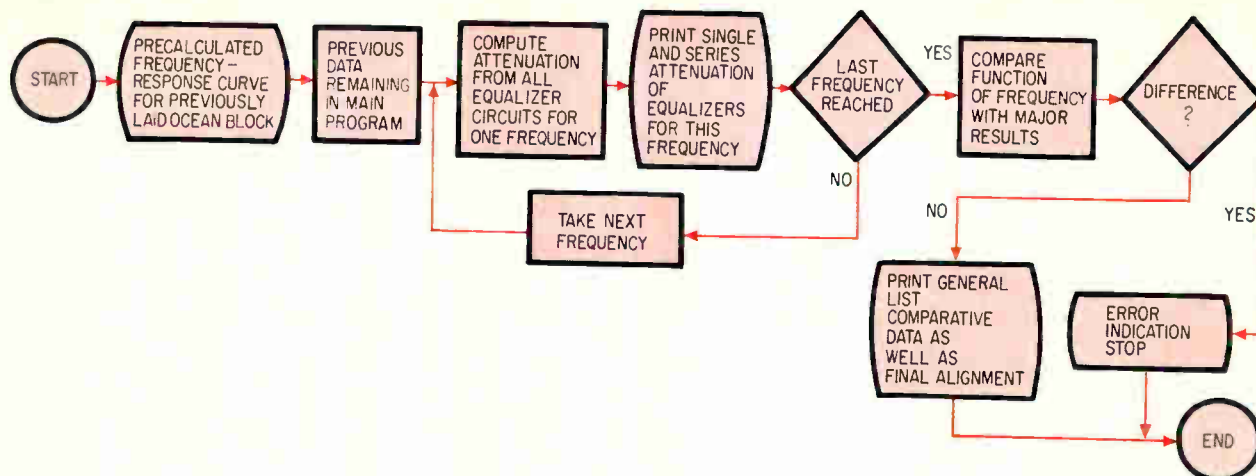 START
PRECALCULATED
FREQUENCY—
RESPONSE CURVE
FOR PREVIOUSLY
LAID OCEAN BLOCK
PREVIOUS
DATA
REMAINING
IN MAIN
PROGRAM
COMPUTE
ATTENUATION
FROM ALL
EQUALIZER
CIRCUITS FOR
ONE FREQUENCY
PRINT SINGLE
AND SERIES
ATTENUATION
OF
EQUALIZERS
FOR THIS
FREQUENCY
LAST
FREQUENCY
REACHED
YES
NO
TAKE NEXT
FREQUENCY
COMPARE
FUNCTION
OF FREQUENCY
WITH MAJOR
RESULTS
DIFFERENCE
?
NO
YES
PRINT GENERAL
LIST
COMPARATIVE
DATA AS
WELL AS
FINAL ALIGNMENT
ERROR
INDICATION
STOP
END